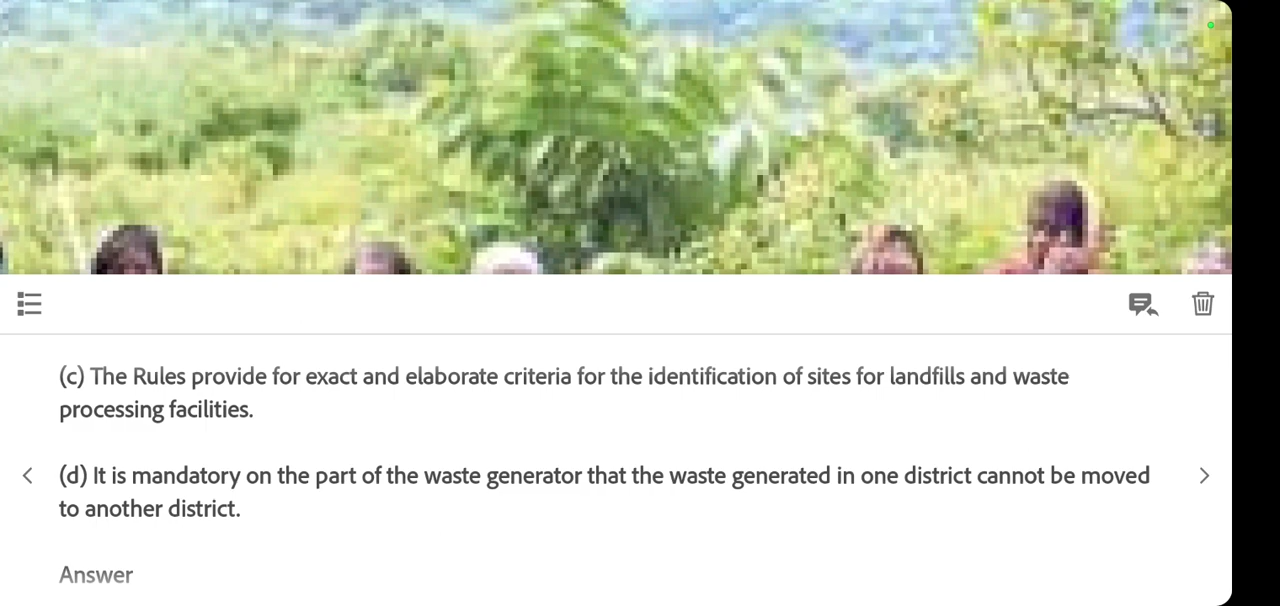 (c) The Rules provide for exact and elaborate criteria for the identification of sites for landfills and waste
processing facilities.
(d) It is mandatory on the part of the waste generator that the waste generated in one district cannot be moved
to another district.
Answer